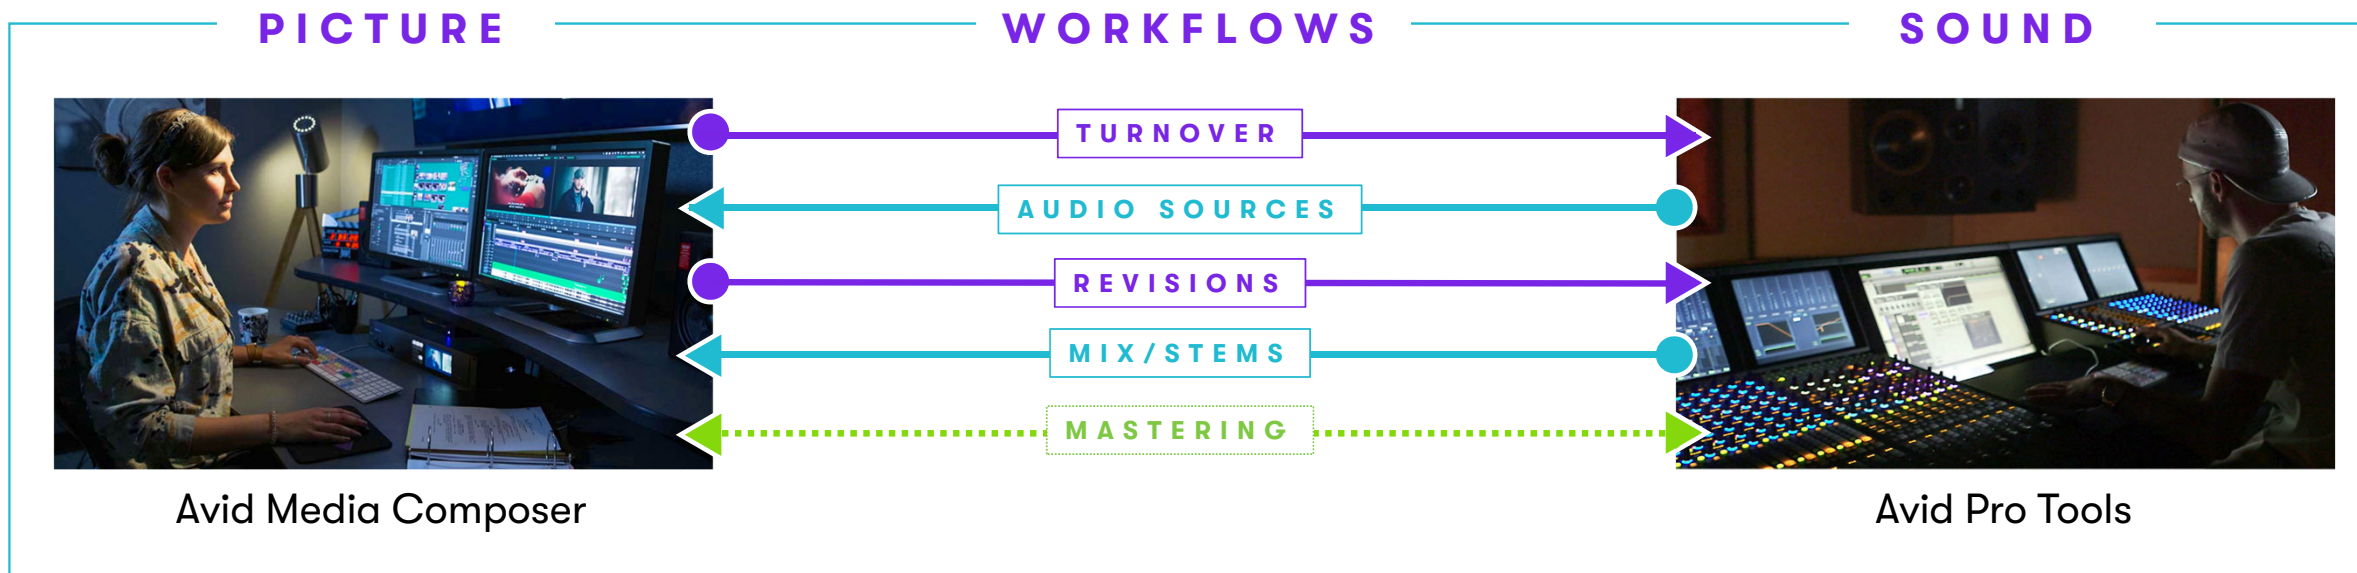 PICTURE
WORKFLOWS
SOUND
TURNOVER
AUDIO SOURCES
REVISIONS
MIX/STEMS
MASTERING
Avid Media Composer
Avid Pro Tools